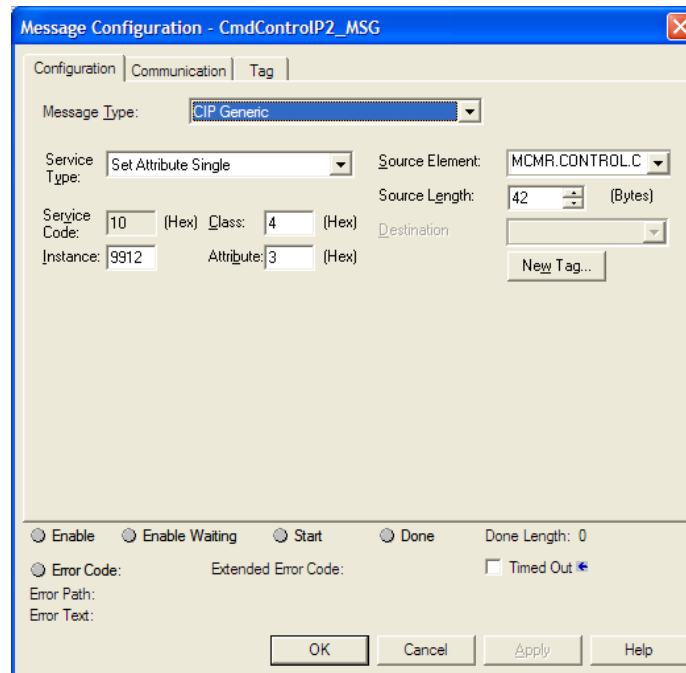 Message Configuration - CmdControlP2_MSG
Configuration Communication Tag
Message Type: CIP Generic
Service Type: Set Attribute Single
Source Element: MCMR.CONTROL.C
Source Length: 42 (Bytes)
Service Code: 10 (Hex) Class: 4 (Hex)
Destination
Instance: 9912 Attribute: 3 (Hex)
New Tag...
Enable Enable Waiting Start Done Done Length: 0
Error Code: Extended Error Code: Timed Out
Error Path:
Error Text:
OK Cancel Apply Help